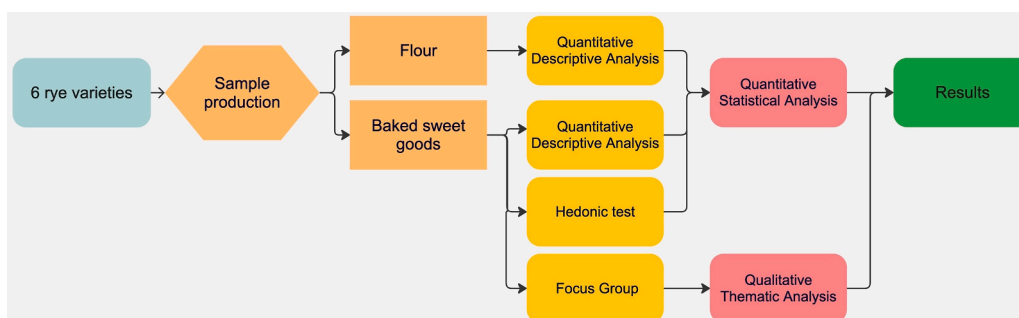 6 rye varieties
Sample
production
Flour
Baked sweet
goods
Quantitative
Descriptive Analysis
Quantitative
Descriptive Analysis
Hedonic test
Focus Group
Quantitative
Statistical Analysis
Qualitative
Thematic Analysis
Results